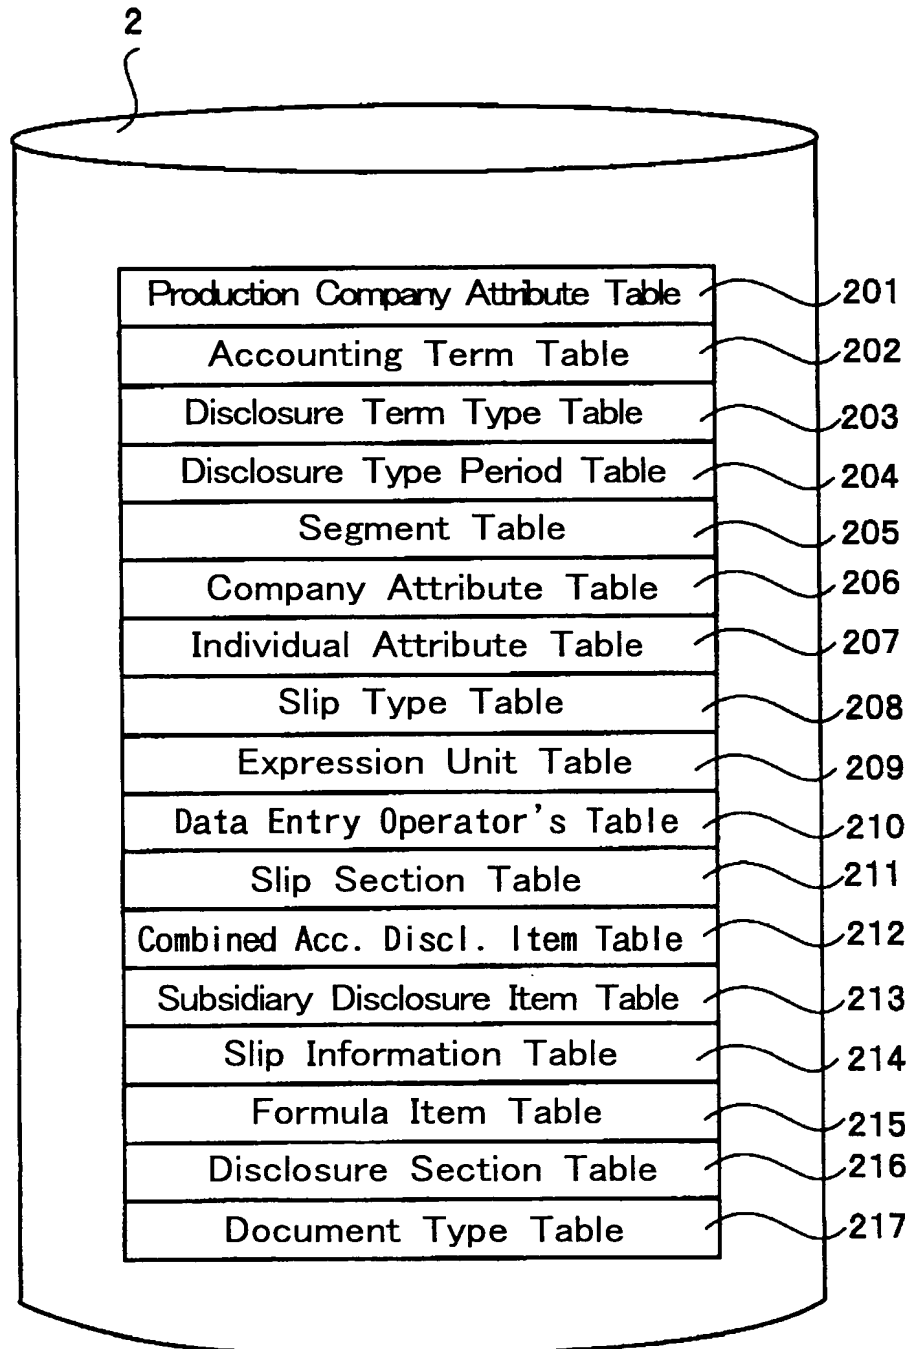 2
Production Company Attribute Table 201
Accounting Term Table 202
Disclosure Term Type Table 203
Disclosure Type Period Table 204
Segment Table 205
Company Attribute Table 206
Individual Attribute Table 207
Slip Type Table 208
Expression Unit Table 209
Data Entry Operator's Table 210
Slip Section Table 211
Combined Acc. Discl. Item Table 212
Subsidiary Disclosure Item Table 213
Slip Information Table 214
Formula Item Table 215
Disclosure Section Table 216
Document Type Table 217